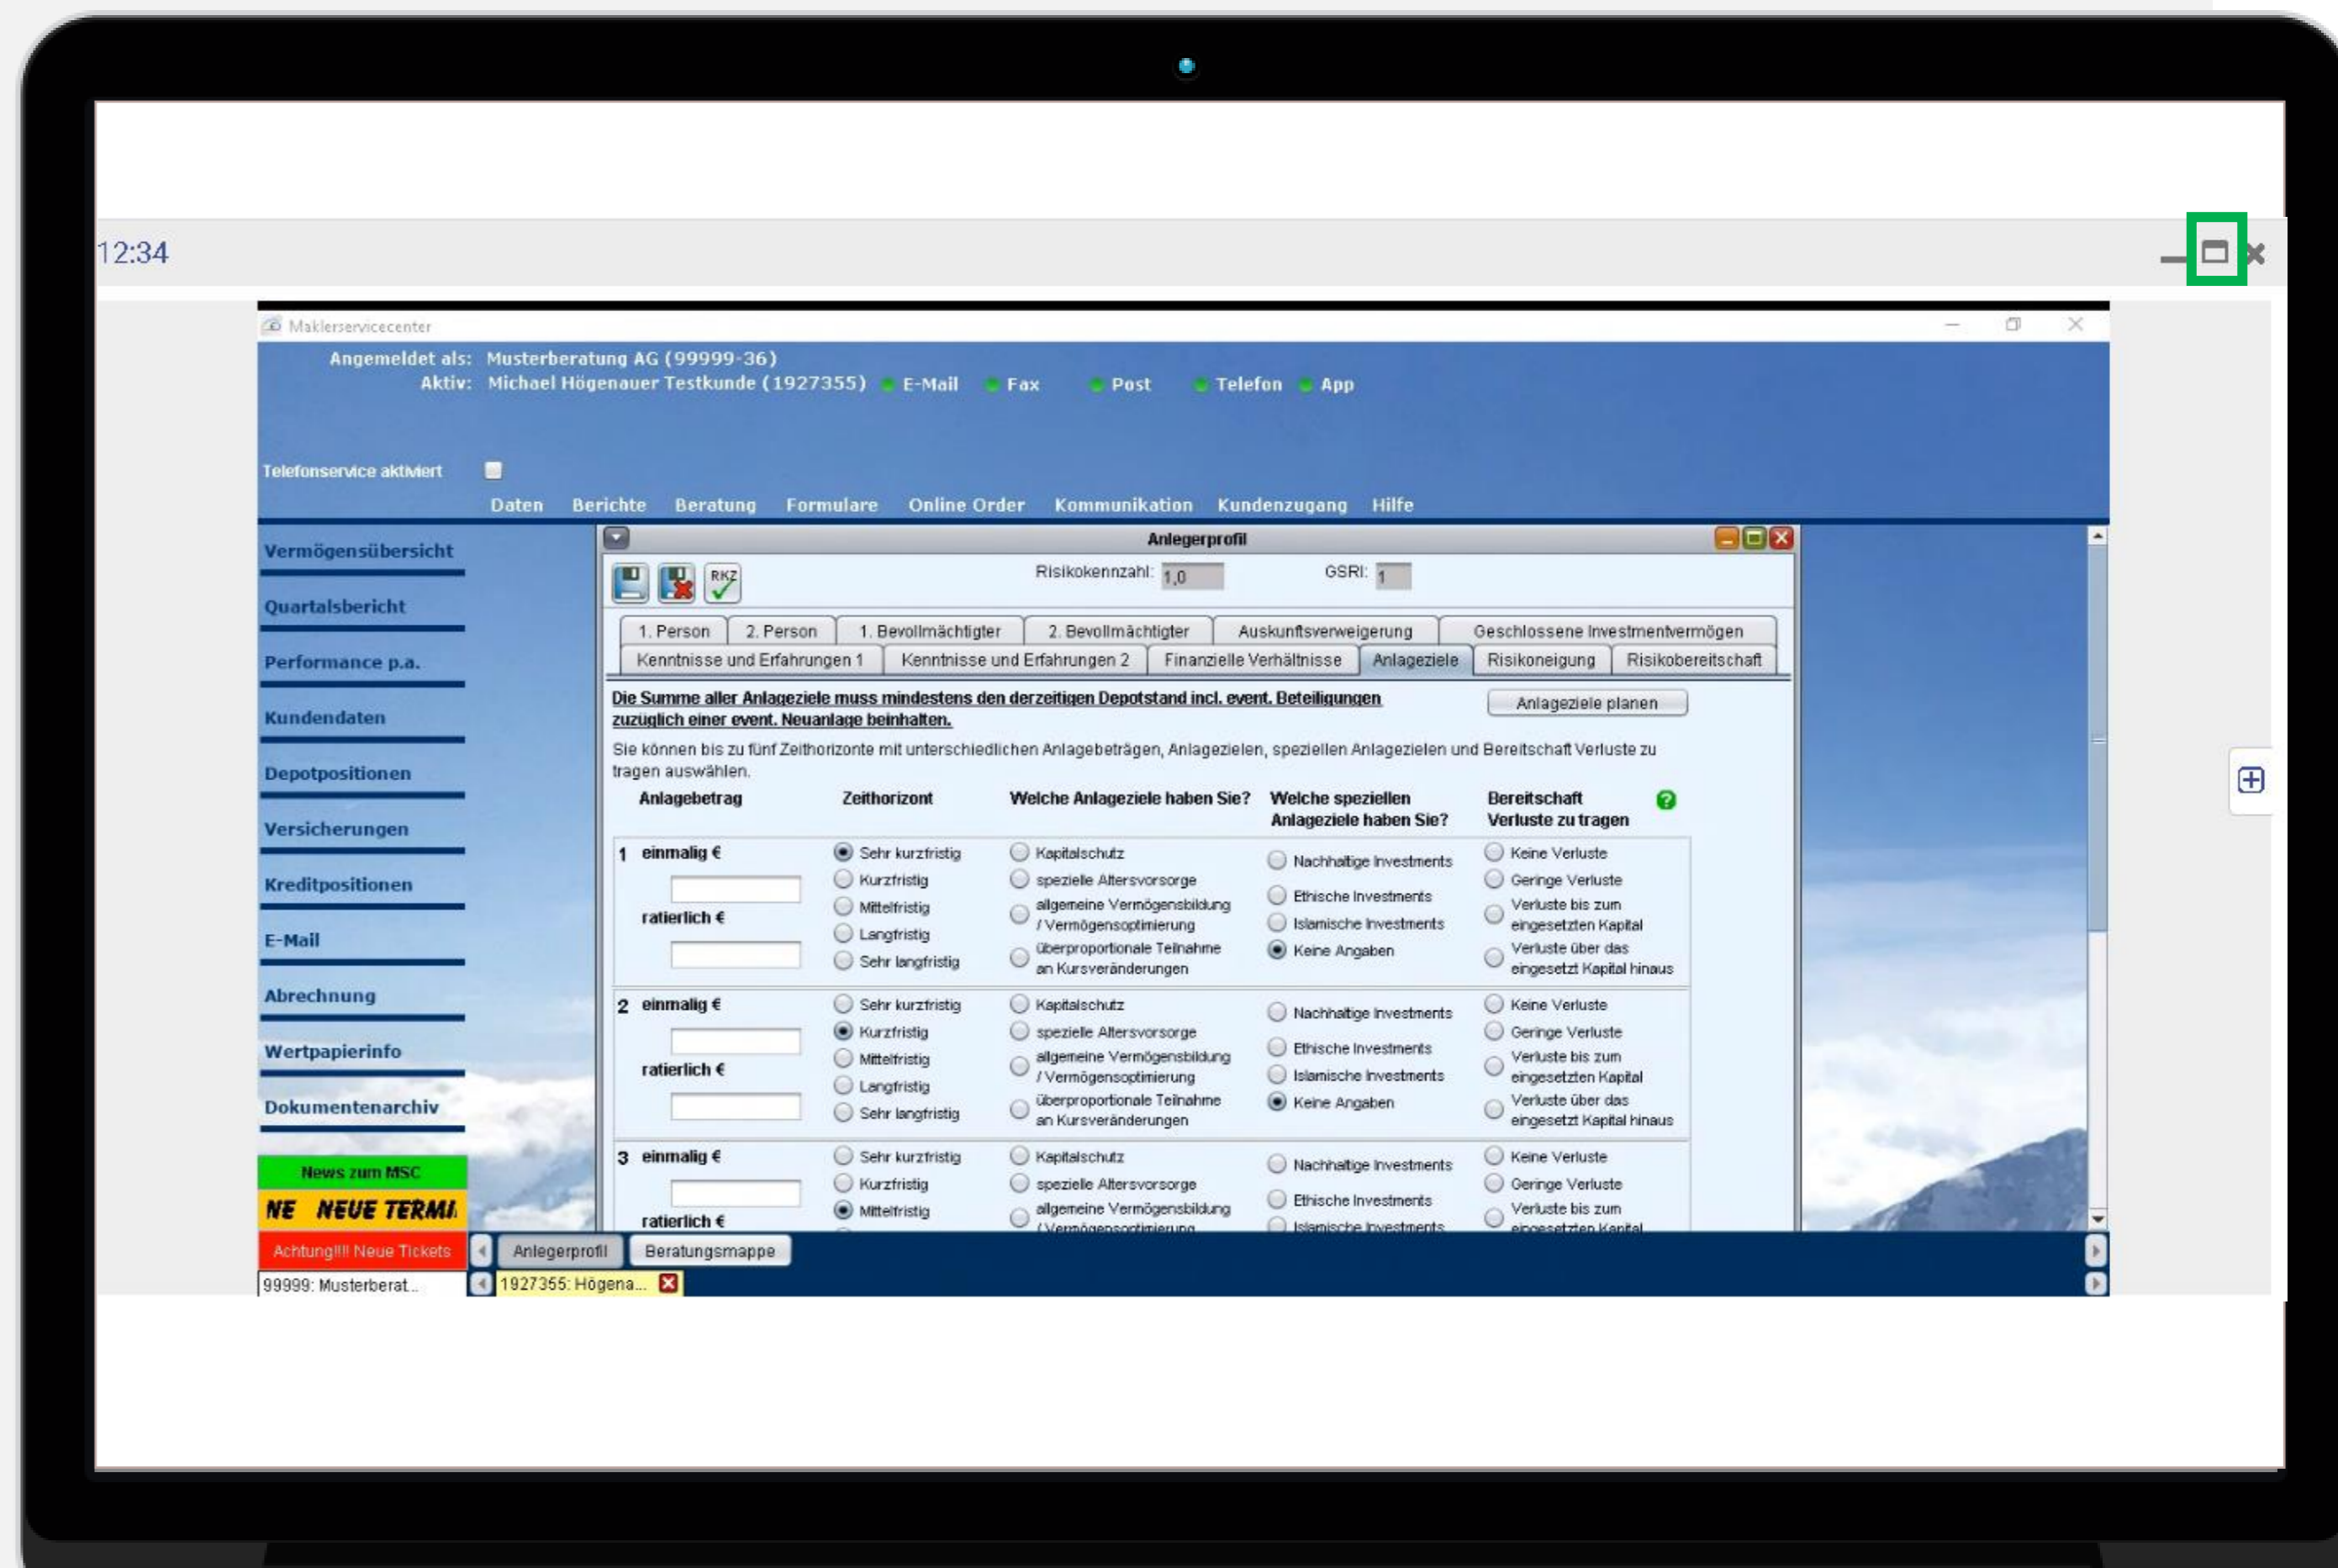 12:34
Maklerservicecenter
Angemeldet als: Musterberatung AG (99999-36)
Aktiv: Michael Högenauer Testkunde (1927355) E-Mail Fax Post Telefon App
Telefonservice aktiviert
Daten Berichte Beratung Formulare Online Order Kommunikation Kundenzugang Hilfe
Vermögensübersicht
Quartalsbericht
Performance p.a.
Kundendaten
Depotpositionen
Versicherungen
Kreditpositionen
E-Mail
Abrechnung
Wertpapierinfo
Dokumentenarchiv
News zum MSC
NE NEUE TERMI
Achtung!!!! Neue Tickets
99999: Musterberat...
Anlegerprofil
RKZ
Risikokennzahl: 1,0 GSRI: 1
1. Person 2. Person 1. Bevollmächtigter 2. Bevollmächtigter Auskunftsverweigerung Geschlossene Investmentvermögen
Kenntnisse und Erfahrungen 1 Kenntnisse und Erfahrungen 2 Finanzielle Verhältnisse Anlageziele Risikoneigung Risikobereitschaft
Die Summe aller Anlageziele muss mindestens den derzeitigen Depotstand incl. event. Beteiligungen
zuzüglich einer event. Neuanlage beinhalten.
Anlageziele planen
Sie können bis zu fünf Zeithorizonte mit unterschiedlichen Anlagebeträgen, Anlagezielen, speziellen Anlagezielen und Bereitschaft Verluste zu
tragen auswählen.
Anlagebetrag
Zeithorizont
Welche Anlageziele haben Sie?
Welche speziellen
Anlageziele haben Sie?
Bereitschaft
Verluste zu tragen
?
1 einmalig €
ratierlich €
Sehr kurzfristig
Kurzfristig
Mittelfristig
Langfristig
Sehr langfristig
Kapitalschutz
spezielle Altersvorsorge
allgemeine Vermögensbildung
/ Vermögensoptimierung
überproportionale Teilnahme
an Kursveränderungen
Nachhaltige Investments
Ethische Investments
Islamische Investments
Keine Angaben
Keine Verluste
Geringe Verluste
Verluste bis zum
eingesetzten Kapital
Verluste über das
eingesetzt Kapital hinaus
2 einmalig €
ratierlich €
Sehr kurzfristig
Kurzfristig
Mittelfristig
Langfristig
Sehr langfristig
Kapitalschutz
spezielle Altersvorsorge
allgemeine Vermögensbildung
/ Vermögensoptimierung
überproportionale Teilnahme
an Kursveränderungen
Nachhaltige Investments
Ethische Investments
Islamische Investments
Keine Angaben
Keine Verluste
Geringe Verluste
Verluste bis zum
eingesetzten Kapital
Verluste über das
eingesetzt Kapital hinaus
3 einmalig €
ratierlich €
Sehr kurzfristig
Kurzfristig
Mittelfristig
Kapitalschutz
spezielle Altersvorsorge
allgemeine Vermögensbildung
/ Vermögensoptimierung
Nachhaltige Investments
Ethische Investments
Islamische Investments
Keine Verluste
Geringe Verluste
Verluste bis zum
eingesetzten Kapital
Anlegerprofil Beratungsmappe
1927355: Högena...